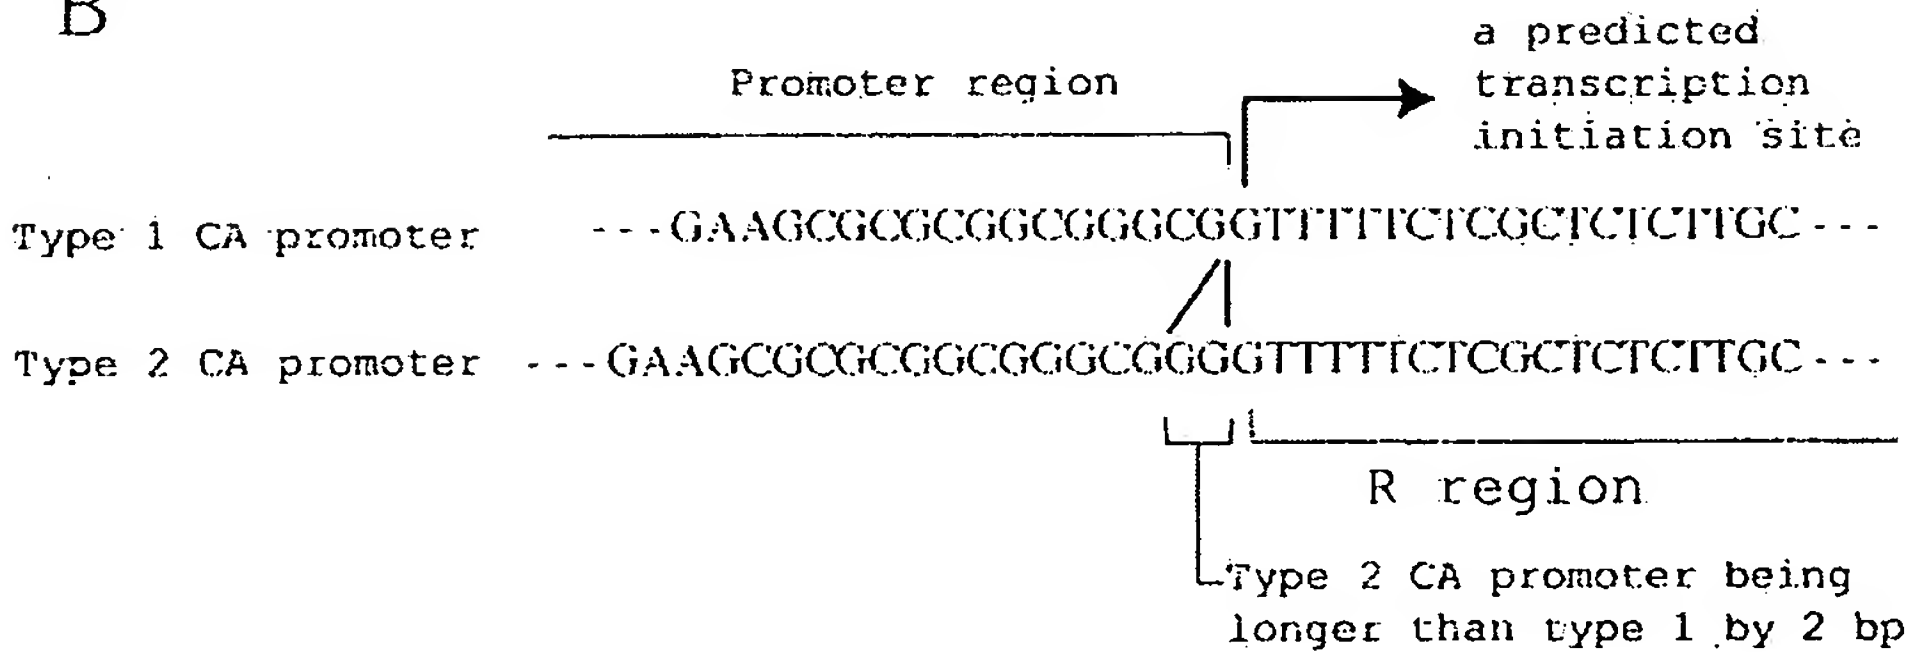 B
a predicted
transcription
initiation site
Promoter region
Type 1 CA promoter ---GAAGCGCGCGGCGGGCGGTTTTTCTCGCTCTCTTGC---
Type 2 CA promoter ---GAAGCGCGCGGCGGGCGGGGTTTTTCTCGCTCTCTTGC---
R region
Type 2 CA promoter being
longer than type 1 by 2 bp